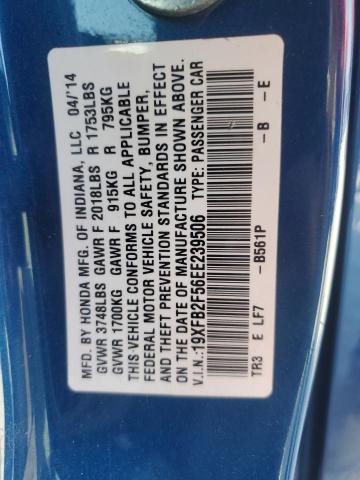 MFD. BY HONDA MFG. OF INDIANA, LLC 04/'14
GVWR 3748LBS GAWR F 2018LBS R 1753LBS
GVWR 1700KG GAWR F 915KG R 795KG
THIS VEHICLE CONFORMS TO ALL APPLICABLE
FEDERAL MOTOR VEHICLE SAFETY, BUMPER,
AND THEFT PREVENTION STANDARDS IN EFFECT
ON THE DATE OF MANUFACTURE SHOWN ABOVE.
V.I.N.:19XFB2F56EE239506 TYPE: PASSENGER CAR
TR3 E LF7 -B561P -B -E